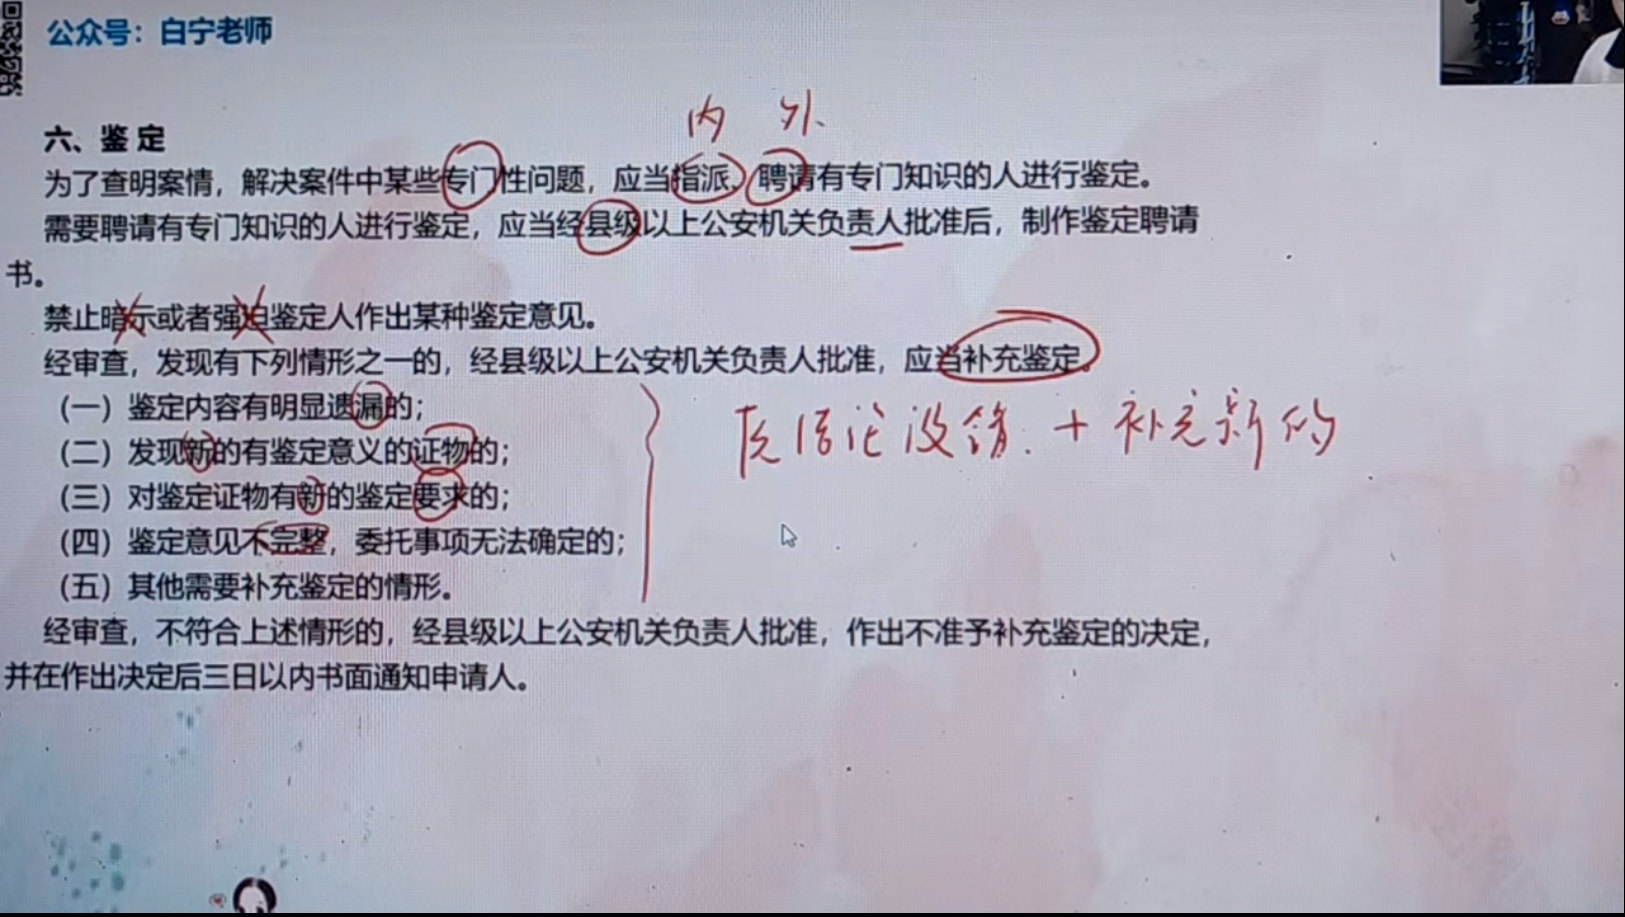 公众号：白宁老师
内 外
六、鉴定
为了查明案情，解决案件中某些专门性问题，应当指派、聘请有专门知识的人进行鉴定。
需要聘请有专门知识的人进行鉴定，应当经县级以上公安机关负责人批准后，制作鉴定聘请
书。
禁止暗示或者强迫鉴定人作出某种鉴定意见。
经审查，发现有下列情形之一的，经县级以上公安机关负责人批准，应当补充鉴定。
（一）鉴定内容有明显遗漏的；
（二）发现新的有鉴定意义的证物的；
（三）对鉴定证物有新的鉴定要求的；
（四）鉴定意见不完整，委托事项无法确定的；
（五）其他需要补充鉴定的情形。
结论没错 + 补充新的
经审查，不符合上述情形的，经县级以上公安机关负责人批准，作出不准予补充鉴定的决定，
并在作出决定后三日以内书面通知申请人。